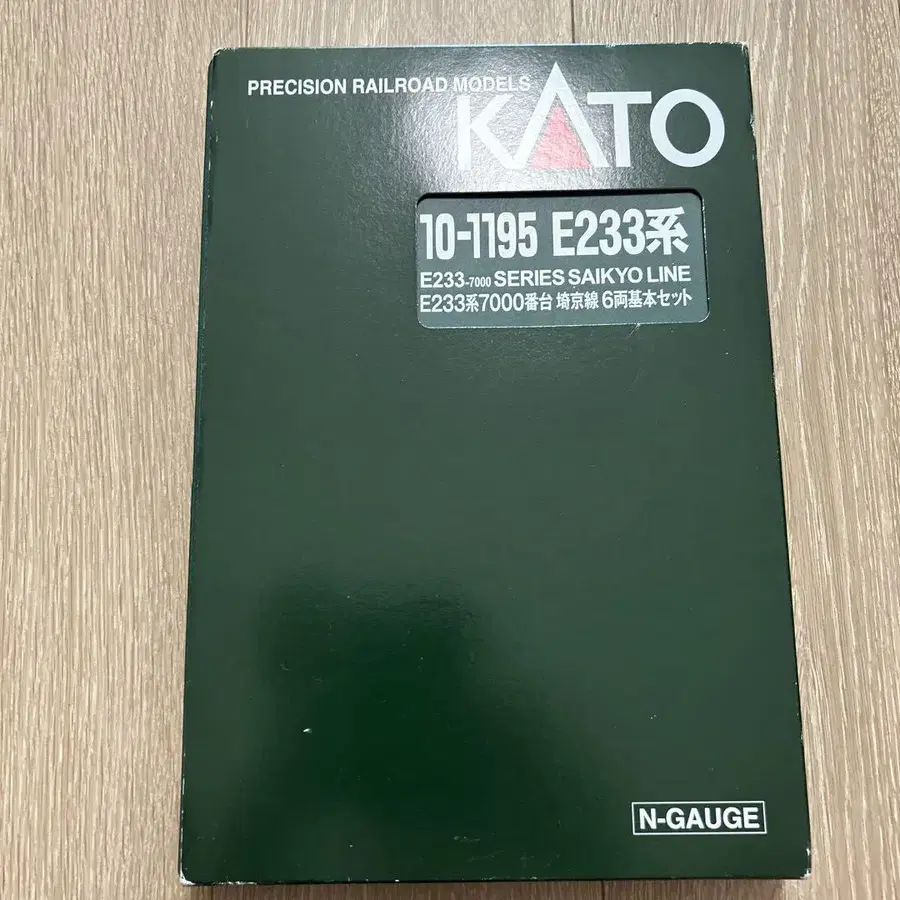 PRECISION RAILROAD MODELS
KATO
10-1195 E233系
E233-7000 SERIES SAIKYO LINE
E233系7000番台 埼京線 6両基本セット
N-GAUGE